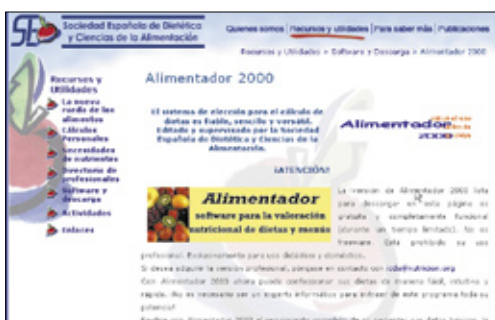 Sociedad Española de Dietética
y Ciencias de la Alimentación
Quienes somos | Recursos y utilidades | Para saber más | Publicaciones
Recursos y Utilidades > Software y Descarga > Alimentador 2000
Recursos y
Utilidades
La nueva
rueda de los
alimentos
Cálculos
Personales
Necesidades
de nutrientes
Directorio de
profesionales
Software y
descarga
Actividades
Enlaces
Alimentador 2000
El sistema de elección para el cálculo de
dietas es fiable, sencillo y versátil.
Editado y supervisado por la Sociedad
Española de Dietética y Ciencias de la
Alimentación.
Alimentador
2000
¡ATENCIÓN!
Alimentador
software para la valoración
nutricional de dietas y menús
La versión de Alimentador 2000 lista
para descargar en esta página es
gratuita y completamente funcional
(durante un tiempo limitado). No es
freeware. Está prohibido su uso
profesional. Exclusivamente para uso didáctico y doméstico.
Si desea adquirir la versión profesional, póngase en contacto con
Con Alimentador 2000 ahora puede confeccionar sus dietas de manera fácil, intuitiva y
rápida. No es necesario ser un experto informático para extraer de este programa todo su
potencial